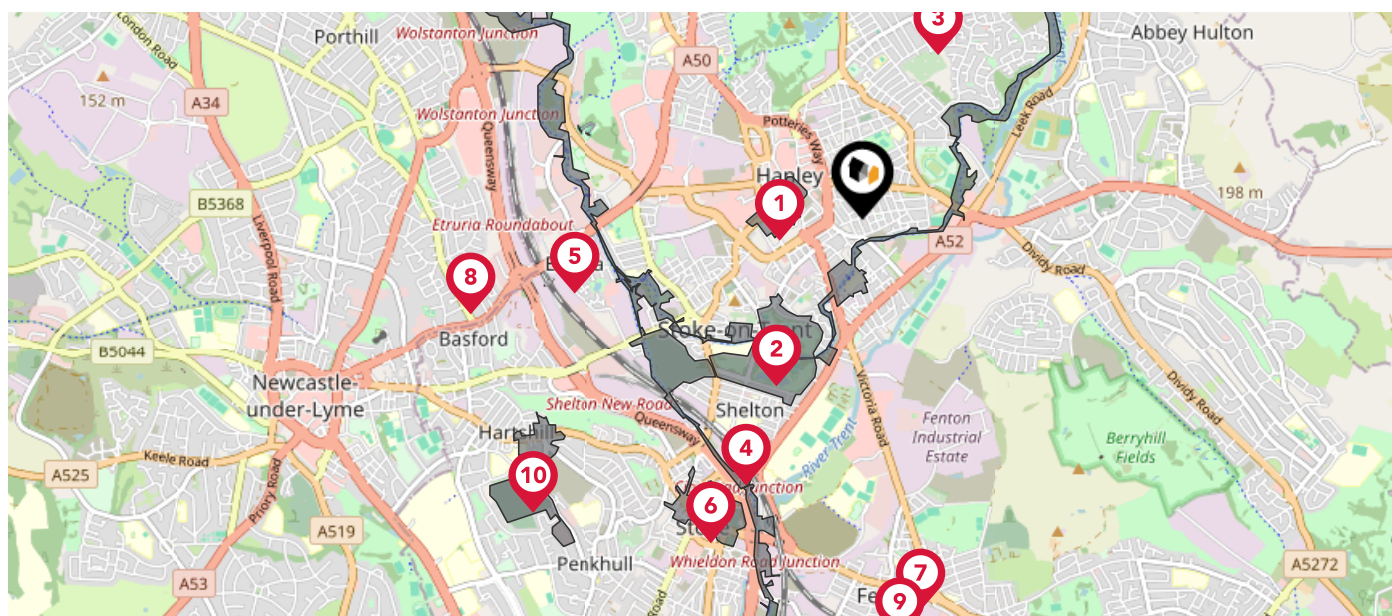 London Road
Porthill
Wolstanton Junction
3
Abbey Hulton
A50
152 m
A34
Wolstanton Junction
Queensway
Potteries Way
Leek Road
Hanley
B5368
1
198 m
Liverpool Road
Etruria Roundabout
A52
Dividy Road
5
8
Stoke-on-Trent
Basford
2
B5044
Newcastle-
under-Lyme
Shelton New Road
Shelton
Queensway
Victoria Road
Dividy Road
Fenton
Industrial
Estate
Berryhill
Fields
Hartshill
4
River Trent
Keele Road
A525
10
Priory Road
6
A519
Penkhull
Whieldon Road Junction
A5272
7
A53
9
Road